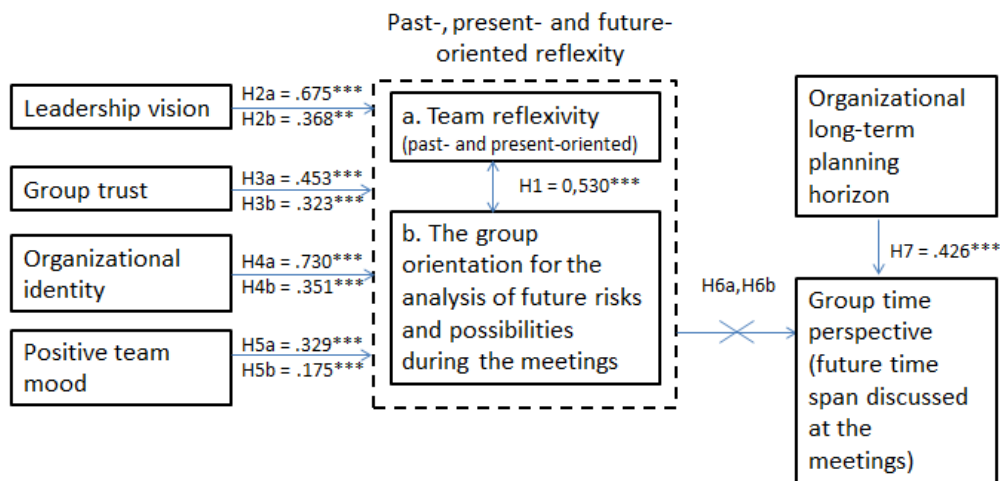 Past-, present- and future-
oriented reflexity
Leadership vision
H2a = .675***
H2b = .368**
a. Team reflexivity
(past- and present-oriented)
Organizational
long-term
planning
horizon
Group trust
H3a = .453***
H3b = .323***
H1 = 0,530***
b. The group
orientation for the
analysis of future risks
and possibilities
during the meetings
Organizational
identity
H4a = .730***
H4b = .351***
H7 = .426***
H6a,H6b
Group time
perspective
(future time
span discussed
at the
meetings)
Positive team
mood
H5a = .329***
H5b = .175***